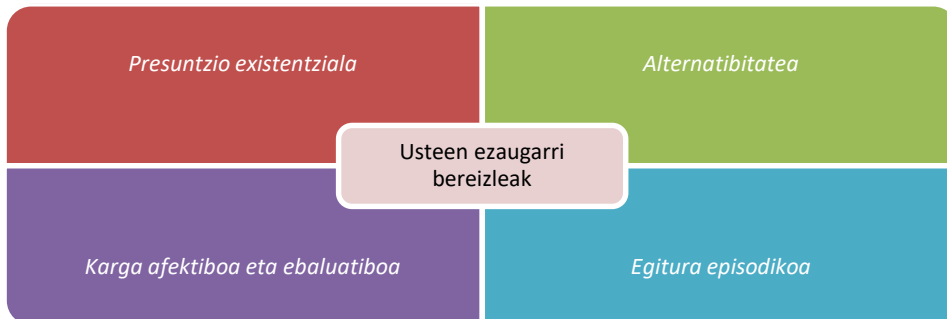 Presuntzio existentziala
Alternatibitatea
Usteen ezaugarri
bereizleak
Karga afektiboa eta ebaluatiboa
Egitura episodikoa